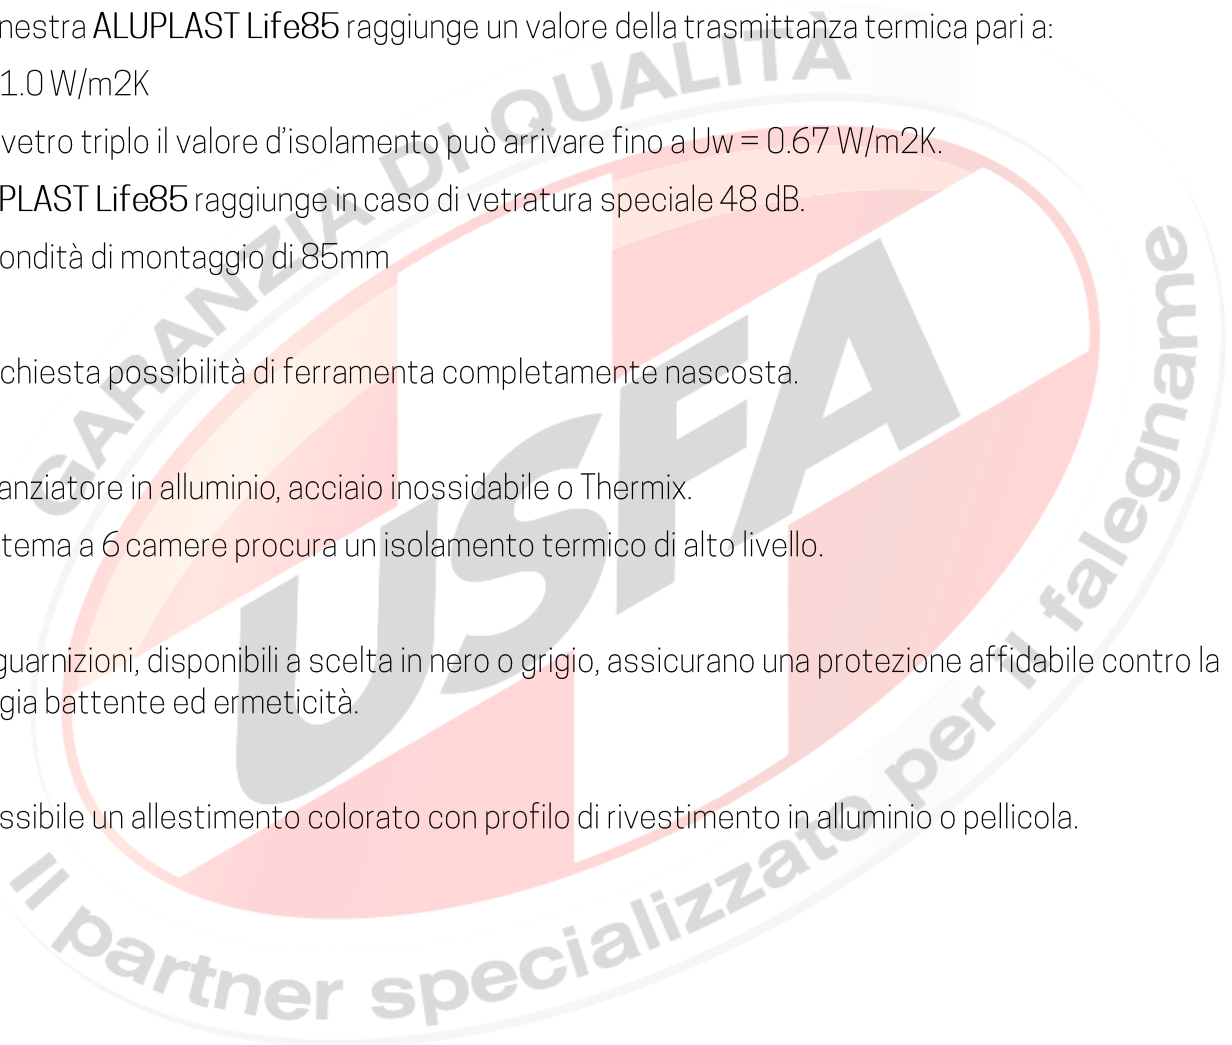 nestra ALUPLAST Life85 raggiunge un valore della trasmittanza termica pari a:
1.0 W/m2K
vetro triplo il valore d’isolamento può arrivare fino a Uw = 0.67 W/m2K.
PLAST Life85 raggiunge in caso di vetratura speciale 48 dB.
ondità di montaggio di 85mm
chiesta possibilità di ferramenta completamente nascosta.
anziatore in alluminio, acciaio inossidabile o Thermix.
tema a 6 camere procura un isolamento termico di alto livello.
guarnizioni, disponibili a scelta in nero o grigio, assicurano una protezione affidabile contro la
gia battente ed ermeticità.
ssibile un allestimento colorato con profilo di rivestimento in alluminio o pellicola.
GARANZIA DI QUALITÀ
USFA
Il partner specializzato per il falegname